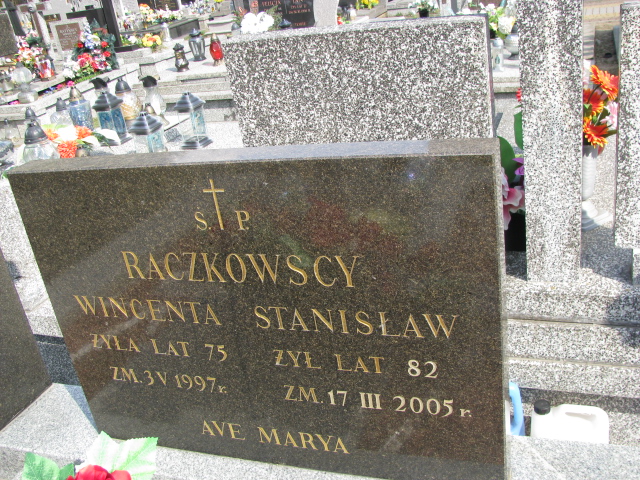 S. P
RACZKOWSCY
WINCENTA STANISŁAW
ŻYŁA LAT 75 ŻYŁ LAT 82
ZM. 3 V 1997 r. ZM. 17 III 2005 r.
AVE MARYA